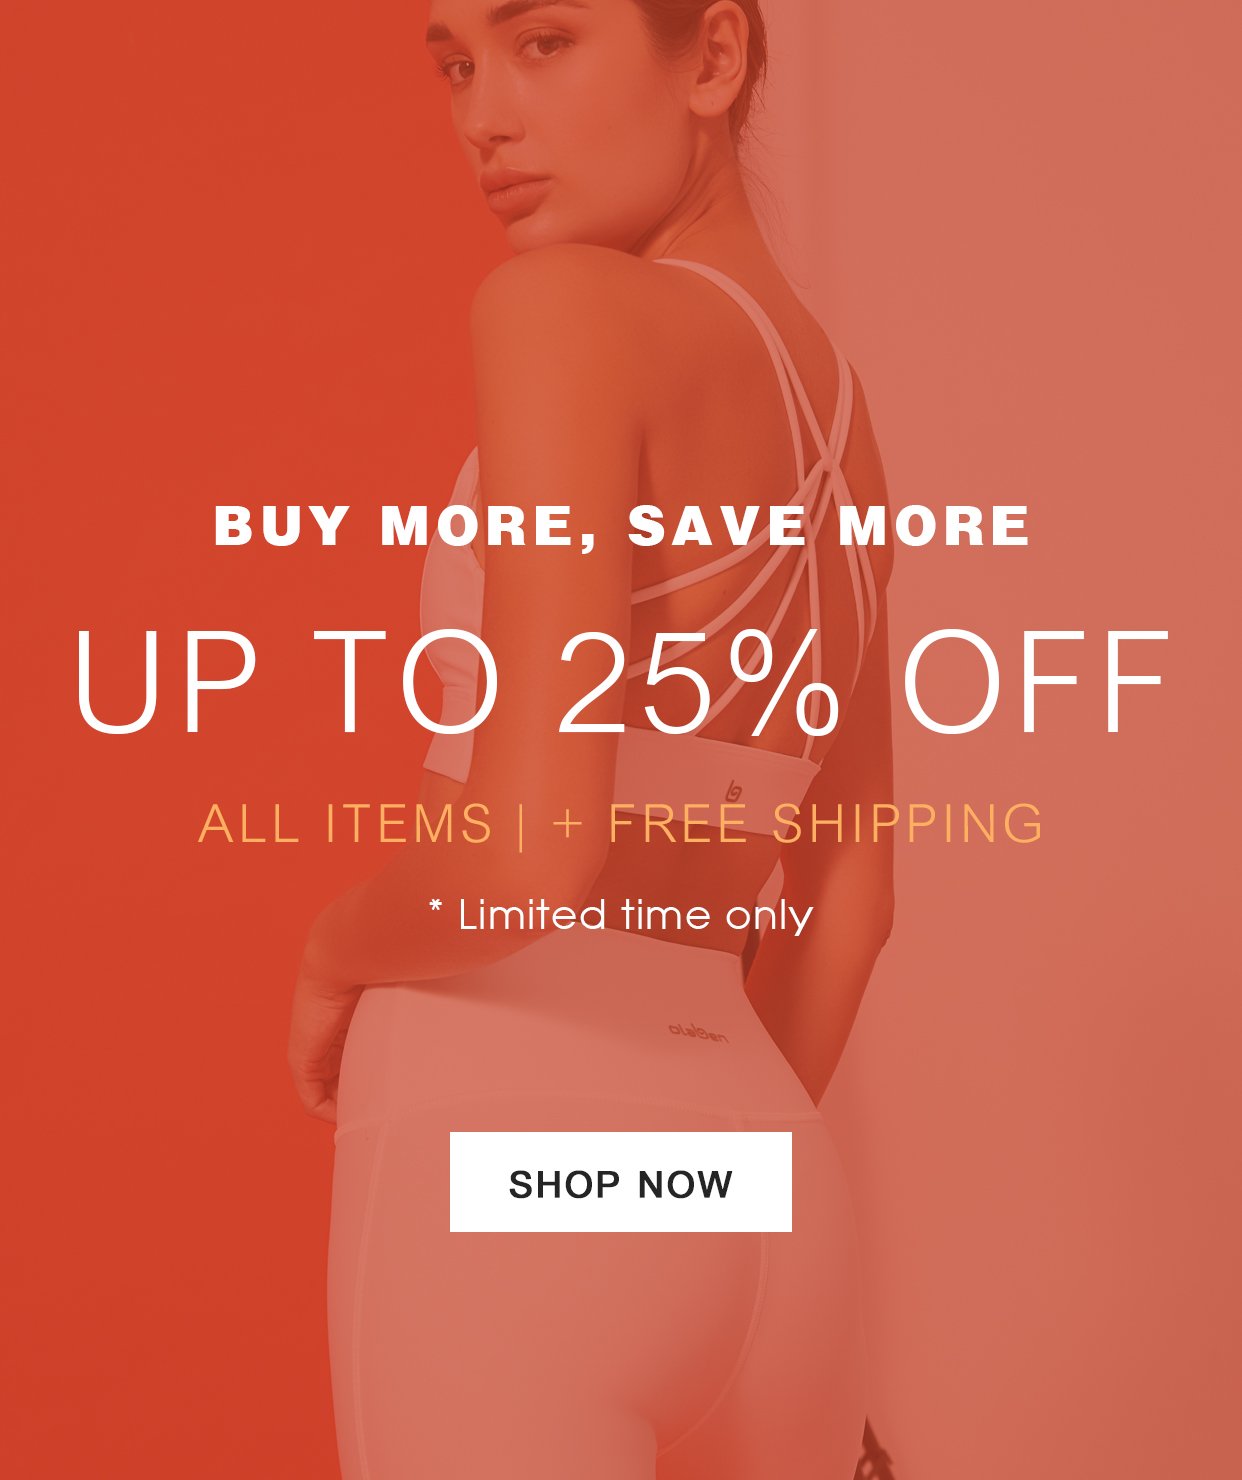 BUY MORE, SAVE MORE
UP TO 25% OFF
ALL ITEMS | + FREE SHIPPING
* Limited time only
olaben
SHOP NOW